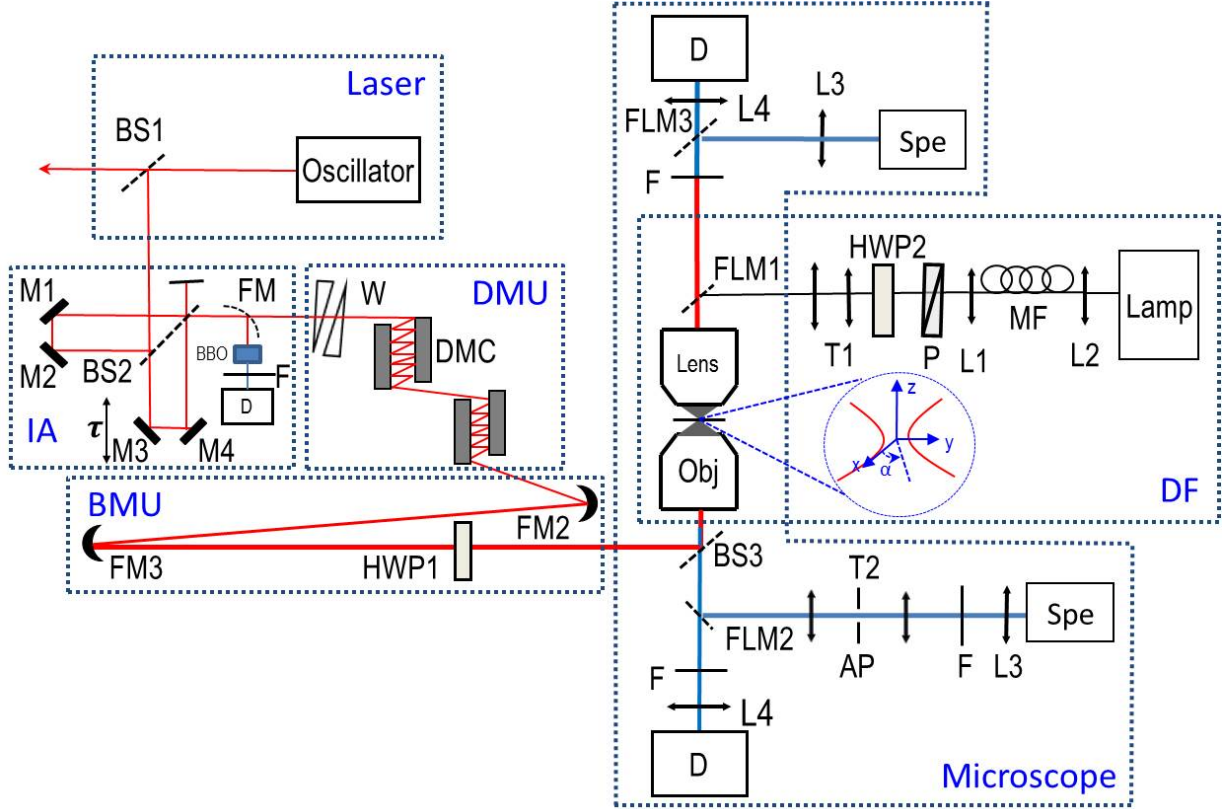 Laser
BS1
Oscillator
M1
M2
BS2
FM
BBO
F
D
IA
τ
M3
M4
W
DMU
DMC
BMU
FM2
FM3
HWP1
D
L4
L3
FLM3
Spe
F
FLM1
HWP2
MF
Lamp
T1
P
L1
L2
Lens
Obj
z
y
x
α
DF
BS3
T2
Spe
FLM2
AP
F
L3
F
L4
D
Microscope